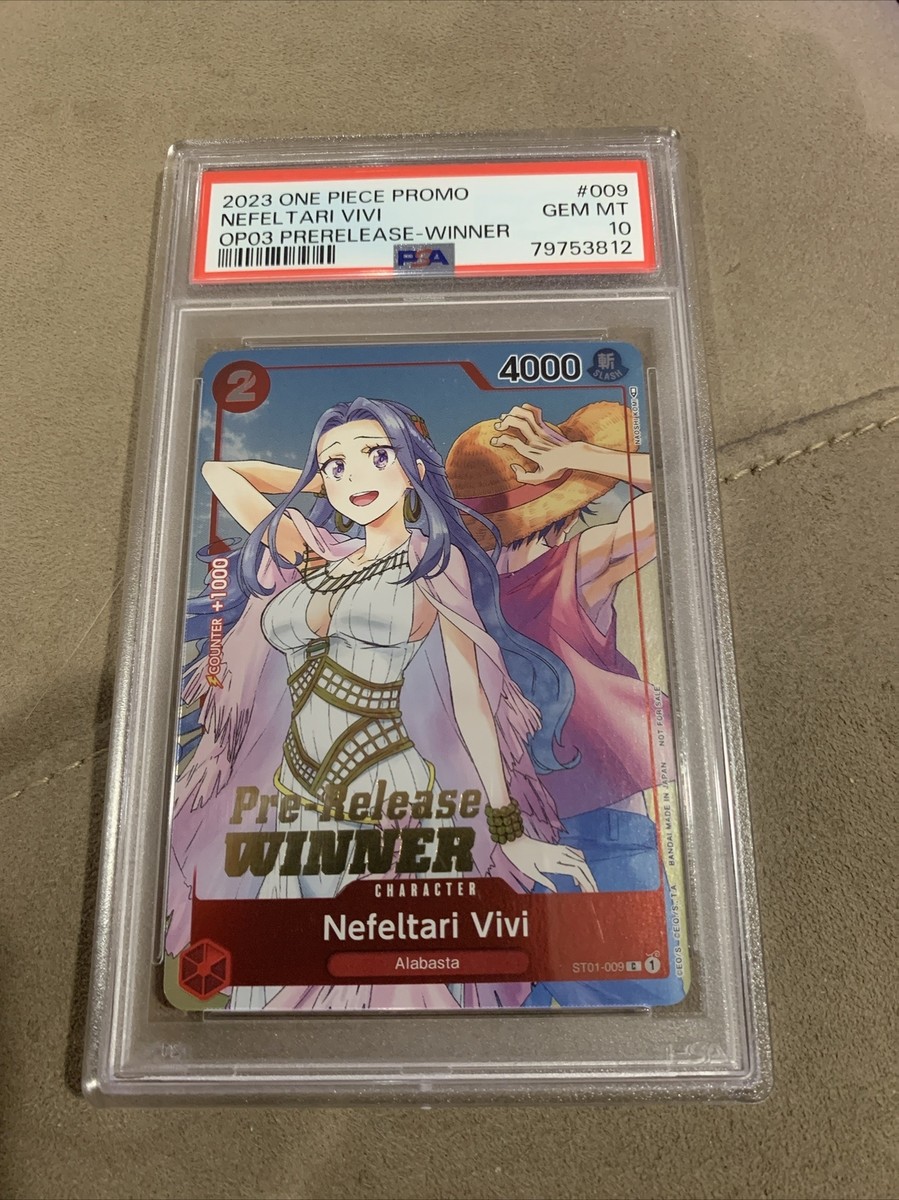 2023 ONE PIECE PROMO #009
NEFELTARI VIVI GEM MT
OP03 PRERELEASE-WINNER 10
PSA 79753812
2
4000 斬
SLASH
NAOSHI KOMI
COUNTER +1000
NOT FOR SALE
BANDAI MADE IN JAPAN
Pre-Release
WINNER
CHARACTER
Nefeltari Vivi
Alabasta
ST01-009 C 1